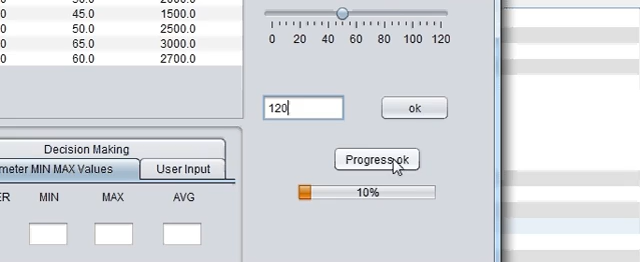 0 30.0 2000.0
0 45.0 1500.0
0 50.0 2500.0
0 65.0 3000.0
0 60.0 2700.0
0 20 40 60 80 100 120
120 ok
Decision Making
Progress ok
meter MIN MAX Values User Input
10%
ER MIN MAX AVG